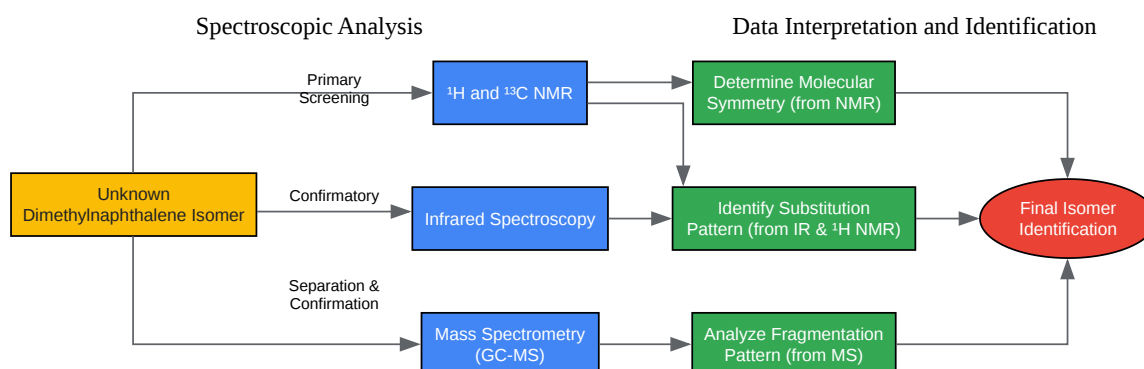 Spectroscopic Analysis
Data Interpretation and Identification
Primary
Screening
¹H and ¹³C NMR
Determine Molecular
Symmetry (from NMR)
Unknown
Dimethylnaphthalene Isomer
Confirmatory
Infrared Spectroscopy
Identify Substitution
Pattern (from IR & ¹H NMR)
Final Isomer
Identification
Separation &
Confirmation
Mass Spectrometry
(GC-MS)
Analyze Fragmentation
Pattern (from MS)